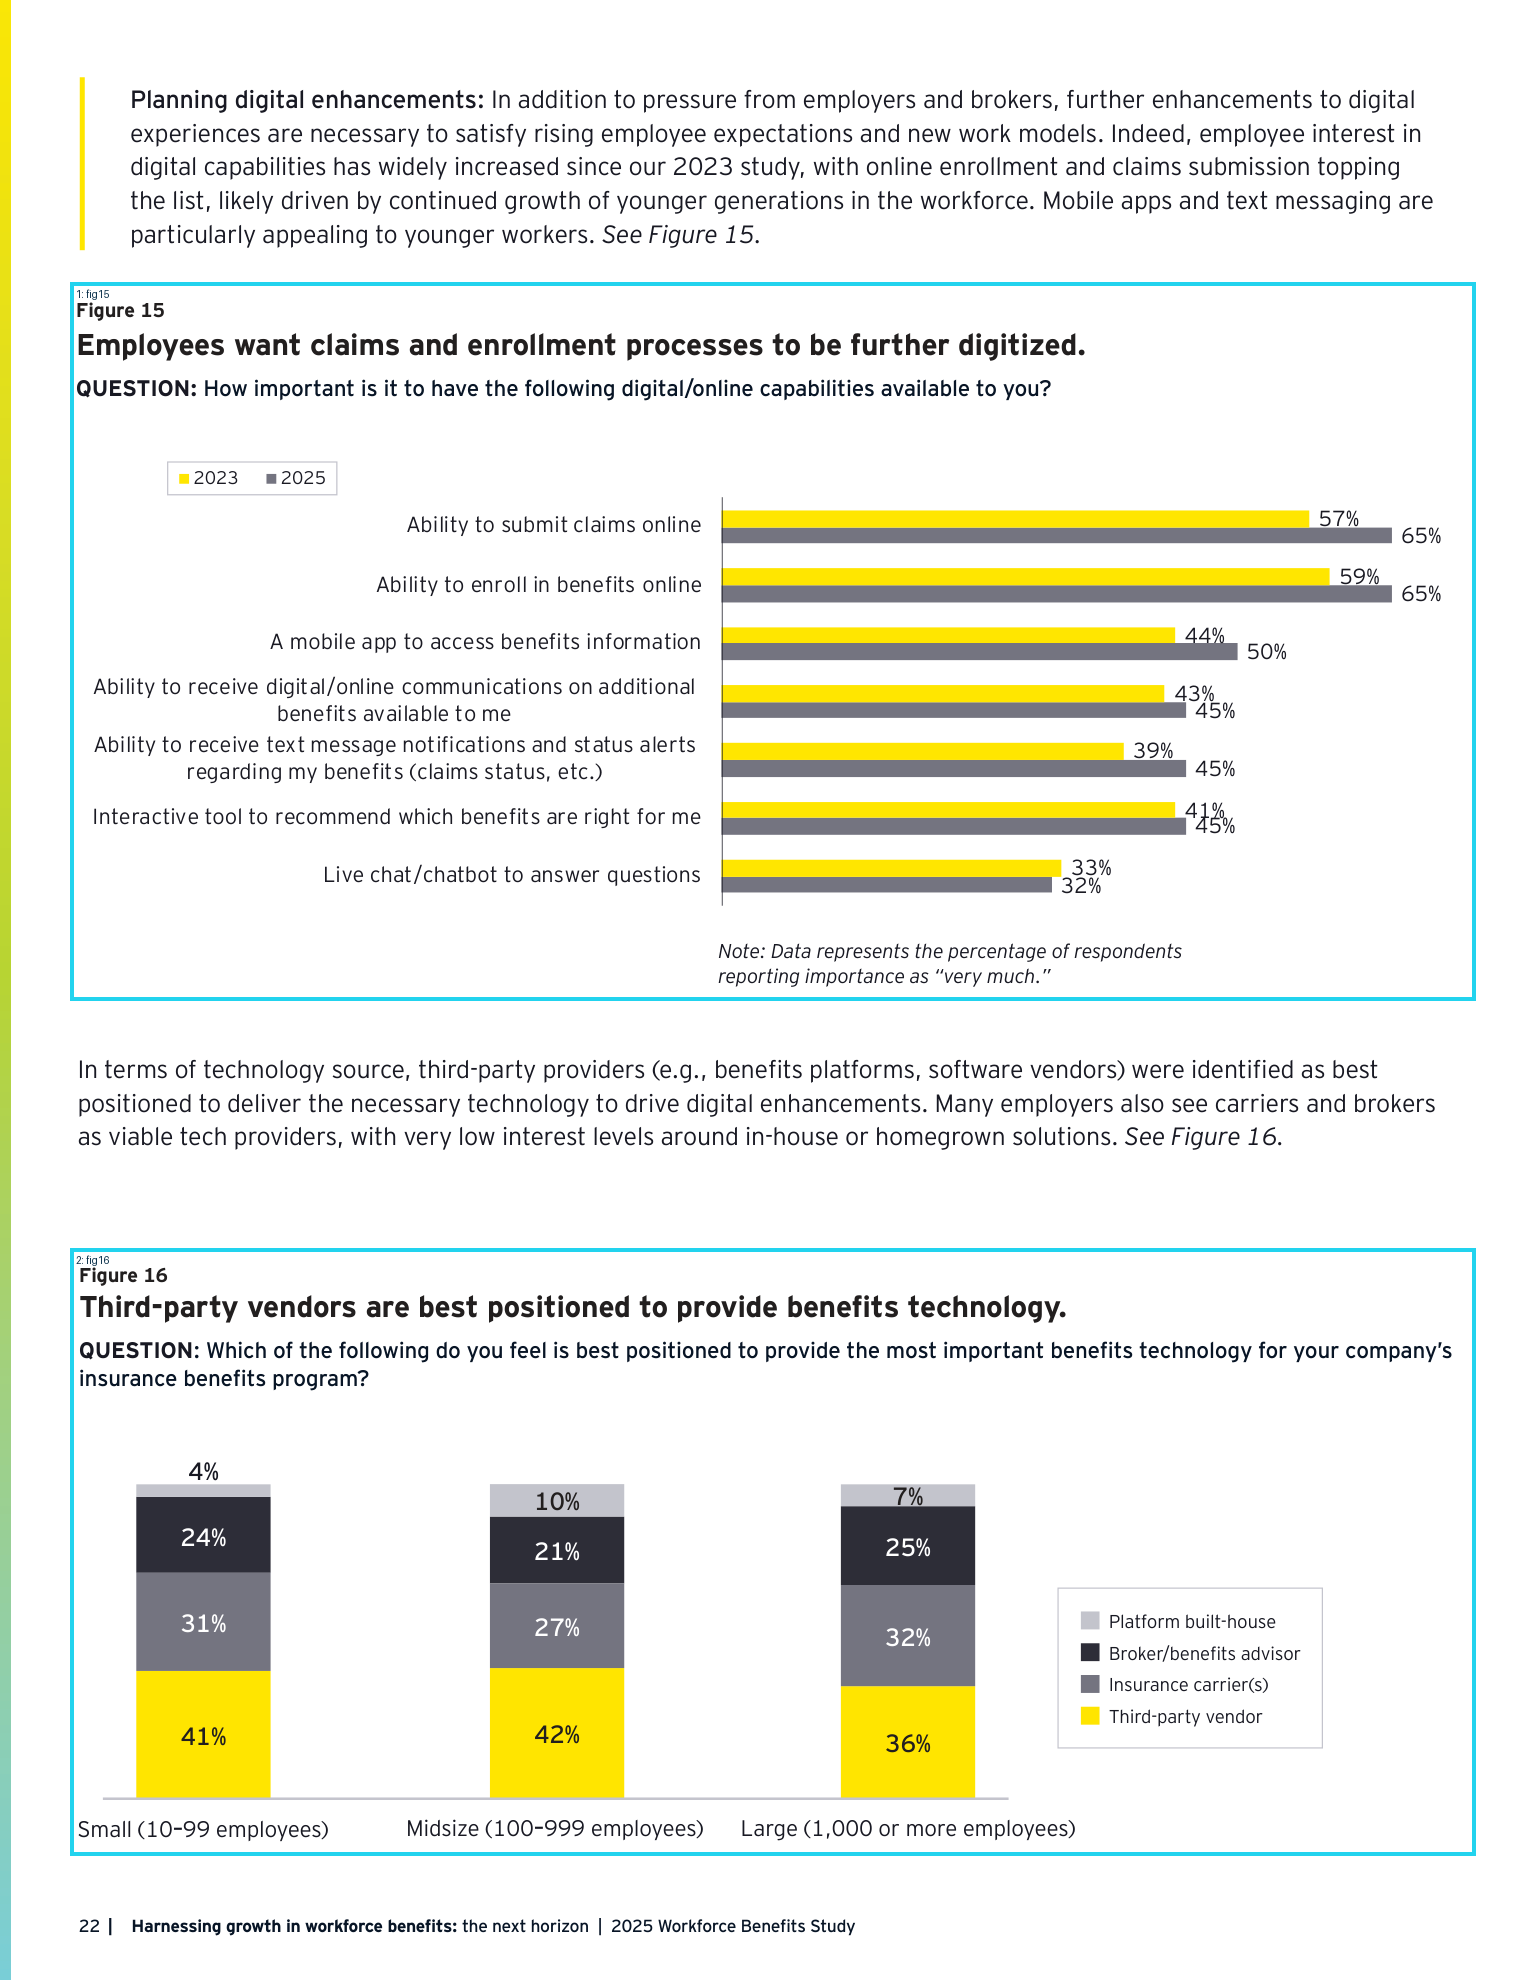 Planning digital enhancements: In addition to pressure from employers and brokers, further enhancements to digital
experiences are necessary to satisfy rising employee expectations and new work models. Indeed, employee interest in
digital capabilities has widely increased since our 2023 study, with online enrollment and claims submission topping
the list, likely driven by continued growth of younger generations in the workforce. Mobile apps and text messaging are
particularly appealing to younger workers. See Figure 15.
1: fig15
Figure 15
Employees want claims and enrollment processes to be further digitized.
QUESTION: How important is it to have the following digital/online capabilities available to you?
2023 2025
Ability to submit claims online
57%
65%
Ability to enroll in benefits online
59%
65%
A mobile app to access benefits information
44%
50%
Ability to receive digital/online communications on additional
benefits available to me
43%
45%
Ability to receive text message notifications and status alerts
regarding my benefits (claims status, etc.)
39%
45%
Interactive tool to recommend which benefits are right for me
41%
45%
Live chat/chatbot to answer questions
33%
32%
Note: Data represents the percentage of respondents
reporting importance as “very much.”
In terms of technology source, third-party providers (e.g., benefits platforms, software vendors) were identified as best
positioned to deliver the necessary technology to drive digital enhancements. Many employers also see carriers and brokers
as viable tech providers, with very low interest levels around in-house or homegrown solutions. See Figure 16.
2: fig16
Figure 16
Third-party vendors are best positioned to provide benefits technology.
QUESTION: Which of the following do you feel is best positioned to provide the most important benefits technology for your company’s
insurance benefits program?
4%
24%
31%
41%
10%
21%
27%
42%
7%
25%
32%
36%
Platform built-house
Broker/benefits advisor
Insurance carrier(s)
Third-party vendor
Small (10–99 employees) Midsize (100–999 employees) Large (1,000 or more employees)
22 | Harnessing growth in workforce benefits: the next horizon | 2025 Workforce Benefits Study